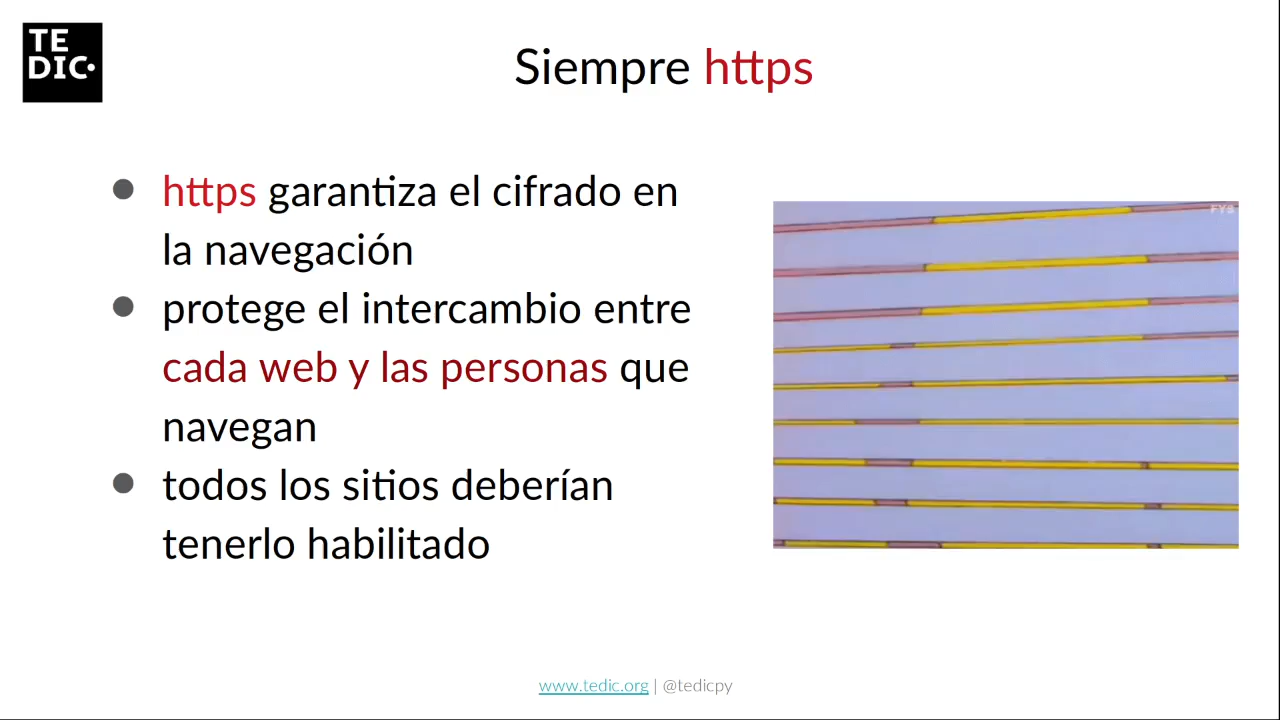 TE
DIC
Siempre https
https garantiza el cifrado en
la navegación
protege el intercambio entre
cada web y las personas que
navegan
todos los sitios deberían
tenerlo habilitado
www.tedic.org | @tedicpy